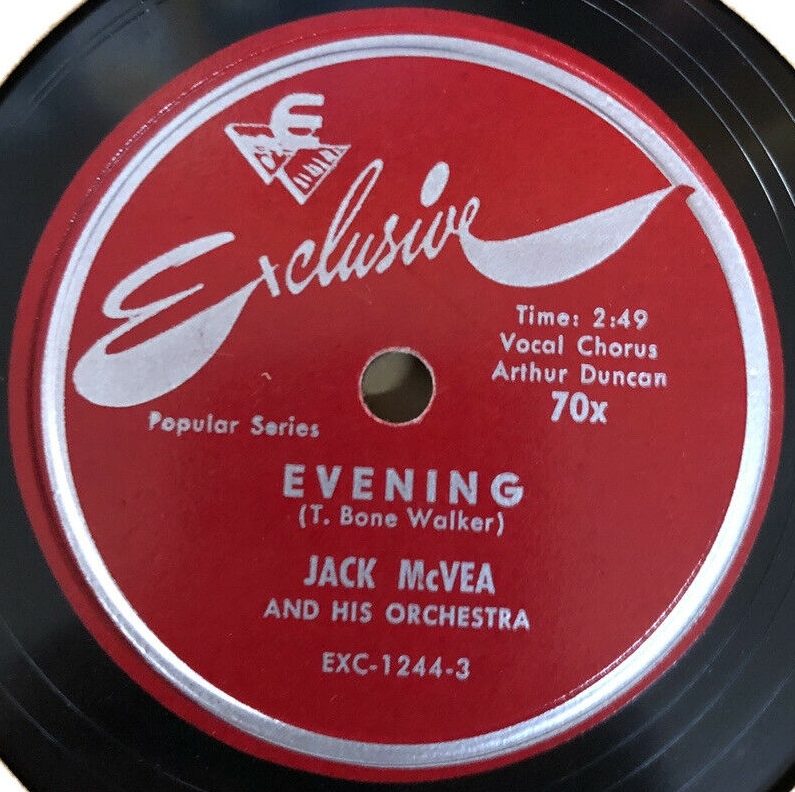 Exclusive
Time: 2:49
Vocal Chorus
Arthur Duncan
70x
Popular Series
EVENING
(T. Bone Walker)
JACK McVEA
AND HIS ORCHESTRA
EXC-1244-3